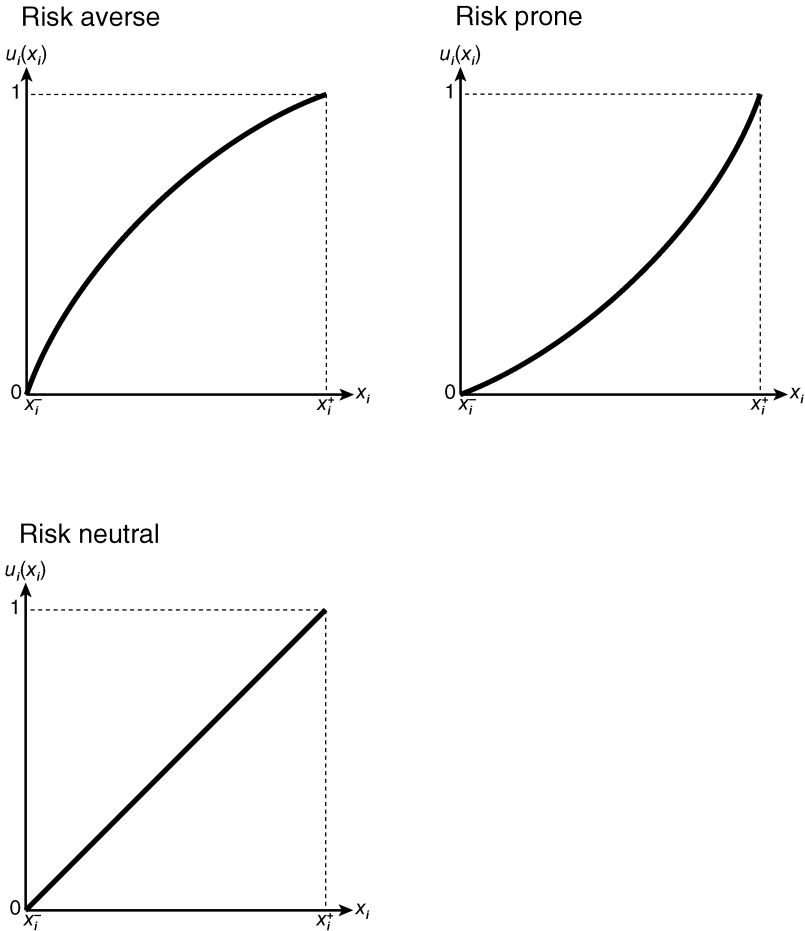 Risk averse
uᵢ(xᵢ)
1
0
xᵢ⁻
xᵢ⁺
xᵢ
Risk prone
uᵢ(xᵢ)
1
0
xᵢ⁻
xᵢ⁺
xᵢ
Risk neutral
uᵢ(xᵢ)
1
0
xᵢ⁻
xᵢ⁺
xᵢ